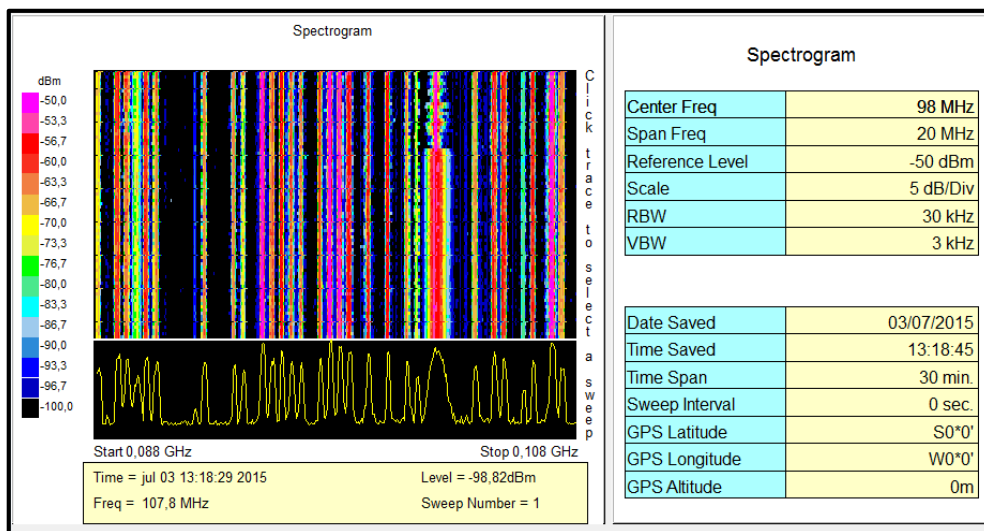 Spectrogram
dBm
-50,0
-53,3
-56,7
-60,0
-63,3
-66,7
-70,0
-73,3
-76,7
-80,0
-83,3
-86,7
-90,0
-93,3
-96,7
-100,0
Click trace to select a sweep
Start 0,088 GHz Stop 0,108 GHz
Time = jul 03 13:18:29 2015 Level = -98,82dBm
Freq = 107,8 MHz Sweep Number = 1
Spectrogram
Center Freq 98 MHz
Span Freq 20 MHz
Reference Level -50 dBm
Scale 5 dB/Div
RBW 30 kHz
VBW 3 kHz
Date Saved 03/07/2015
Time Saved 13:18:45
Time Span 30 min.
Sweep Interval 0 sec.
GPS Latitude S0*0'
GPS Longitude W0*0'
GPS Altitude 0m